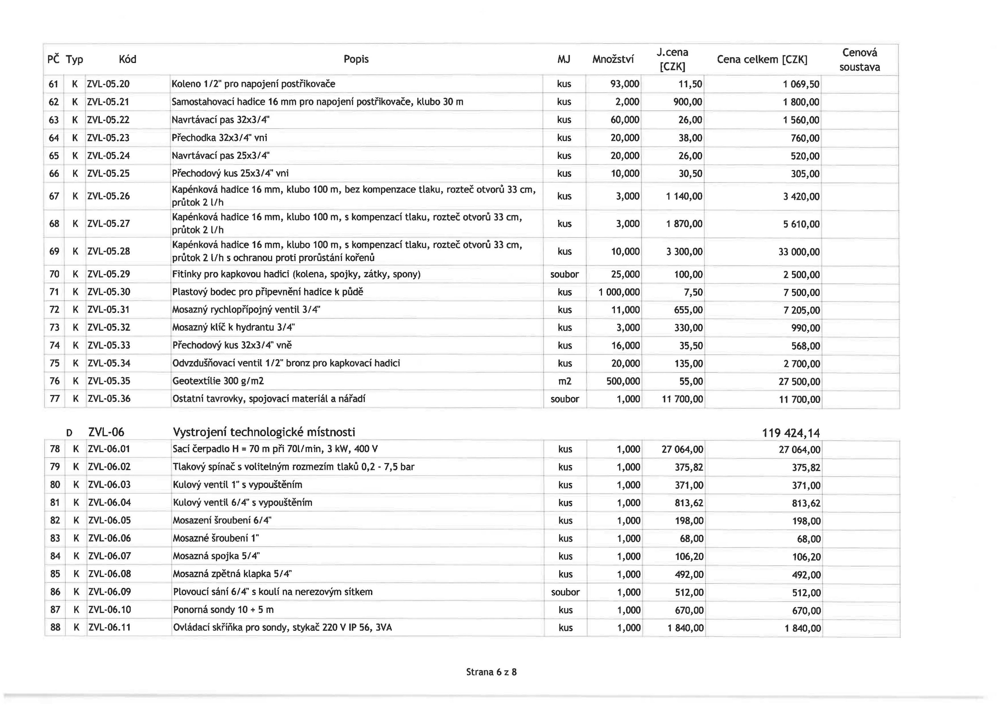 PČ Typ Kód Popis MJ Množství J.cena [CZK] Cena celkem [CZK] Cenová soustava
61 K ZVL-05.20 Koleno 1/2" pro napojení postřikovače kus 93,000 11,50 1 069,50
62 K ZVL-05.21 Samostahovací hadice 16 mm pro napojení postřikovače, klubo 30 m kus 2,000 900,00 1 800,00
63 K ZVL-05.22 Navrtávací pas 32x3/4" kus 60,000 26,00 1 560,00
64 K ZVL-05.23 Přechodka 32x3/4" vni kus 20,000 38,00 760,00
65 K ZVL-05.24 Navrtávací pas 25x3/4" kus 20,000 26,00 520,00
66 K ZVL-05.25 Přechodový kus 25x3/4" vni kus 10,000 30,50 305,00
67 K ZVL-05.26 Kapénková hadice 16 mm, klubo 100 m, bez kompenzace tlaku, rozteč otvorů 33 cm,
průtok 2 l/h kus 3,000 1 140,00 3 420,00
68 K ZVL-05.27 Kapénková hadice 16 mm, klubo 100 m, s kompenzací tlaku, rozteč otvorů 33 cm,
průtok 2 l/h kus 3,000 1 870,00 5 610,00
69 K ZVL-05.28 Kapénková hadice 16 mm, klubo 100 m, s kompenzací tlaku, rozteč otvorů 33 cm,
průtok 2 l/h s ochranou proti prorůstání kořenů kus 10,000 3 300,00 33 000,00
70 K ZVL-05.29 Fitinky pro kapkovou hadici (kolena, spojky, zátky, spony) soubor 25,000 100,00 2 500,00
71 K ZVL-05.30 Plastový bodec pro připevnění hadice k půdě kus 1 000,000 7,50 7 500,00
72 K ZVL-05.31 Mosazný rychlopřípojný ventil 3/4" kus 11,000 655,00 7 205,00
73 K ZVL-05.32 Mosazný klíč k hydrantu 3/4" kus 3,000 330,00 990,00
74 K ZVL-05.33 Přechodový kus 32x3/4" vně kus 16,000 35,50 568,00
75 K ZVL-05.34 Odvzdušňovací ventil 1/2" bronz pro kapkovací hadici kus 20,000 135,00 2 700,00
76 K ZVL-05.35 Geotextílie 300 g/m2 m2 500,000 55,00 27 500,00
77 K ZVL-05.36 Ostatní tavrovky, spojovací materiál a nářadí soubor 1,000 11 700,00 11 700,00
D ZVL-06 Vystrojení technologické místnosti 119 424,14
78 K ZVL-06.01 Sací čerpadlo H = 70 m při 70l/min, 3 kW, 400 V kus 1,000 27 064,00 27 064,00
79 K ZVL-06.02 Tlakový spínač s volitelným rozmezím tlaků 0,2 - 7,5 bar kus 1,000 375,82 375,82
80 K ZVL-06.03 Kulový ventil 1" s vypouštěním kus 1,000 371,00 371,00
81 K ZVL-06.04 Kulový ventil 6/4" s vypouštěním kus 1,000 813,62 813,62
82 K ZVL-06.05 Mosazení šroubení 6/4" kus 1,000 198,00 198,00
83 K ZVL-06.06 Mosazné šroubení 1" kus 1,000 68,00 68,00
84 K ZVL-06.07 Mosazná spojka 5/4" kus 1,000 106,20 106,20
85 K ZVL-06.08 Mosazná zpětná klapka 5/4" kus 1,000 492,00 492,00
86 K ZVL-06.09 Plovoucí sání 6/4" s koulí na nerezovým sítkem soubor 1,000 512,00 512,00
87 K ZVL-06.10 Ponorná sondy 10 + 5 m kus 1,000 670,00 670,00
88 K ZVL-06.11 Ovládací skříňka pro sondy, stykač 220 V IP 56, 3VA kus 1,000 1 840,00 1 840,00
Strana 6 z 8